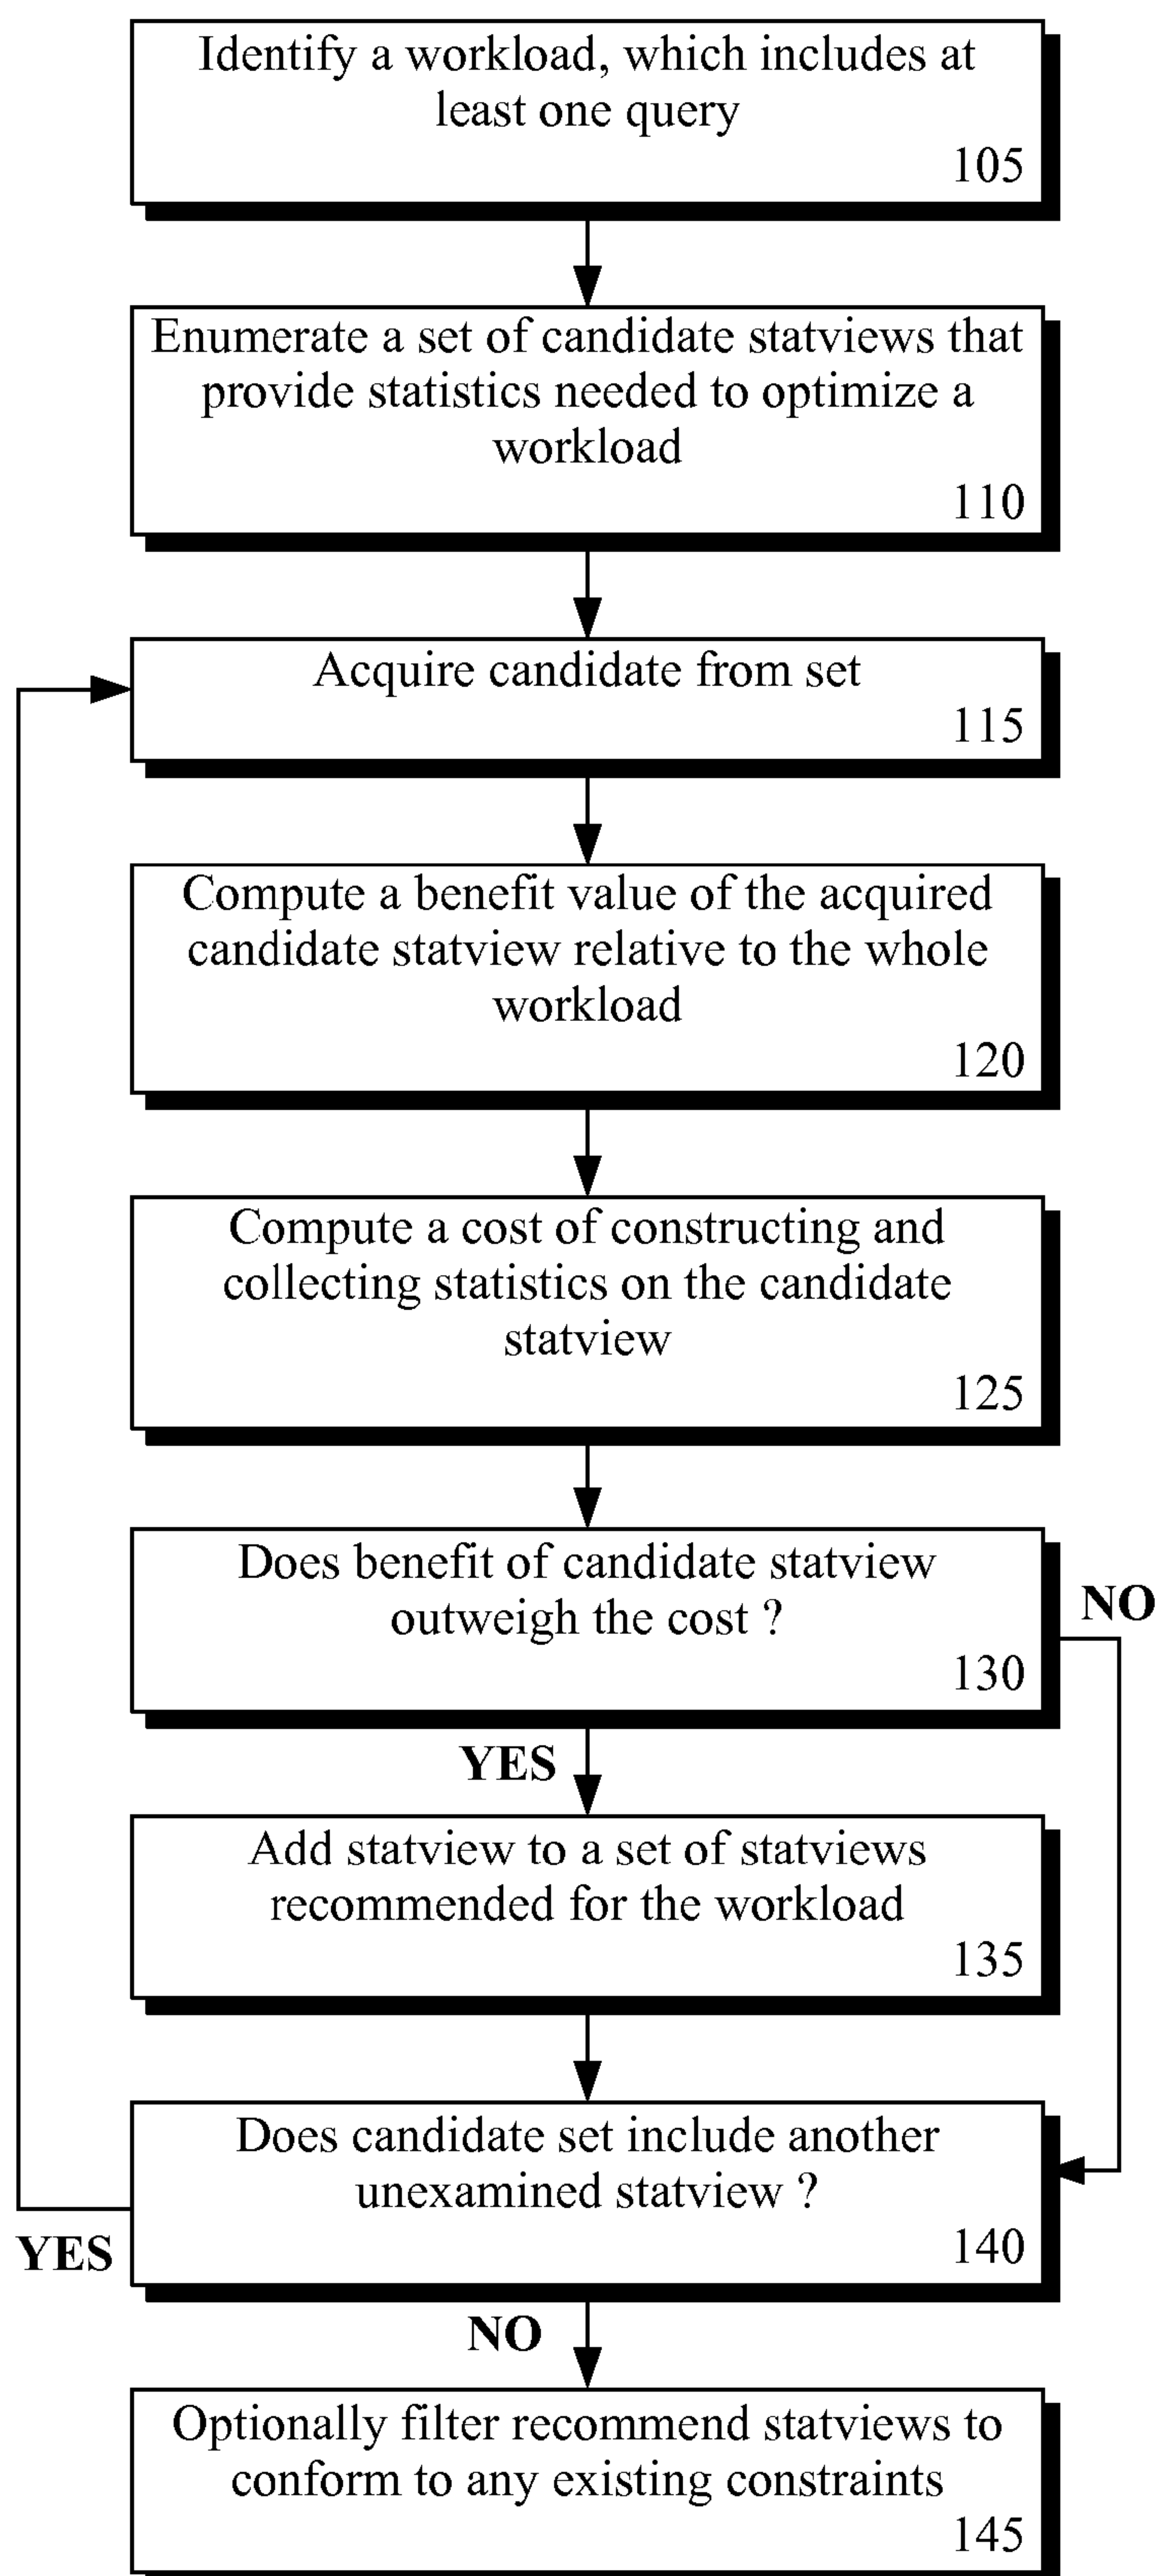 Identify a workload, which includes at
least one query
105
Enumerate a set of candidate statviews that
provide statistics needed to optimize a
workload
110
Acquire candidate from set
115
Compute a benefit value of the acquired
candidate statview relative to the whole
workload
120
Compute a cost of constructing and
collecting statistics on the candidate
statview
125
Does benefit of candidate statview
outweigh the cost ?
130
NO
YES
Add statview to a set of statviews
recommended for the workload
135
Does candidate set include another
unexamined statview ?
140
YES
NO
Optionally filter recommend statviews to
conform to any existing constraints
145